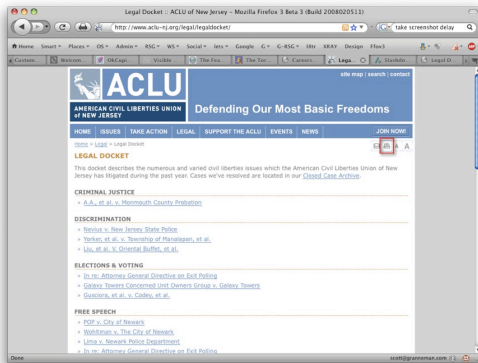 Legal Docket :: ACLU of New Jersey – Mozilla Firefox 3 Beta 3 (Build 2008020511)
http://www.aclu-nj.org/legal/legaldocket/
take screenshot delay
Home Smart Places OS Admin RSG WS Social lets Google G G-RSG Design Ffox3
site map | search | contact
ACLU
AMERICAN CIVIL LIBERTIES UNION
of NEW JERSEY
Defending Our Most Basic Freedoms
HOME ISSUES TAKE ACTION LEGAL SUPPORT THE ACLU EVENTS NEWS JOIN NOW!
Home > Legal > Legal Docket
A A
LEGAL DOCKET
This docket describes the numerous and varied civil liberties issues which the American Civil Liberties Union of New
Jersey has litigated during the past year. Cases we've resolved are located in our Closed Case Archive.
CRIMINAL JUSTICE
» A.A., et al. v. Monmouth County Probation
DISCRIMINATION
» Nevius v. New Jersey State Police
» Yorker, et al. v. Township of Manalapan, et al.
» Liu, et al. V. Oriental Buffet, et al.
ELECTIONS & VOTING
» In re: Attorney General Directive on Exit Polling
» Galaxy Towers Concerned Unit Owners Group v. Galaxy Towers
» Gusciora, et al. v. Codey, et al.
FREE SPEECH
» POP v. City of Newark
» Wohltman v. The City of Newark
» Lima v. Newark Police Department
» In re: Attorney General Directive on Exit Polling
Done
scott@granneman.com